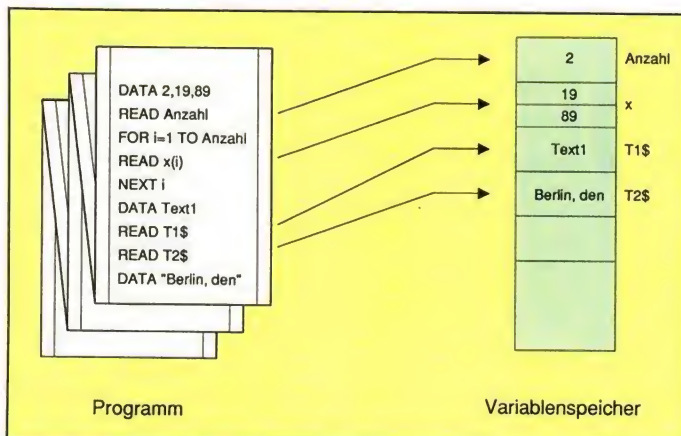 DATA 2,19,89
READ Anzahl
FOR i=1 TO Anzahl
READ x(i)
NEXT i
DATA Text1
READ T1$
READ T2$
DATA "Berlin, den"
Programm
2 Anzahl
19
x
89
Text1 T1$
Berlin, den T2$
Variablenspeicher